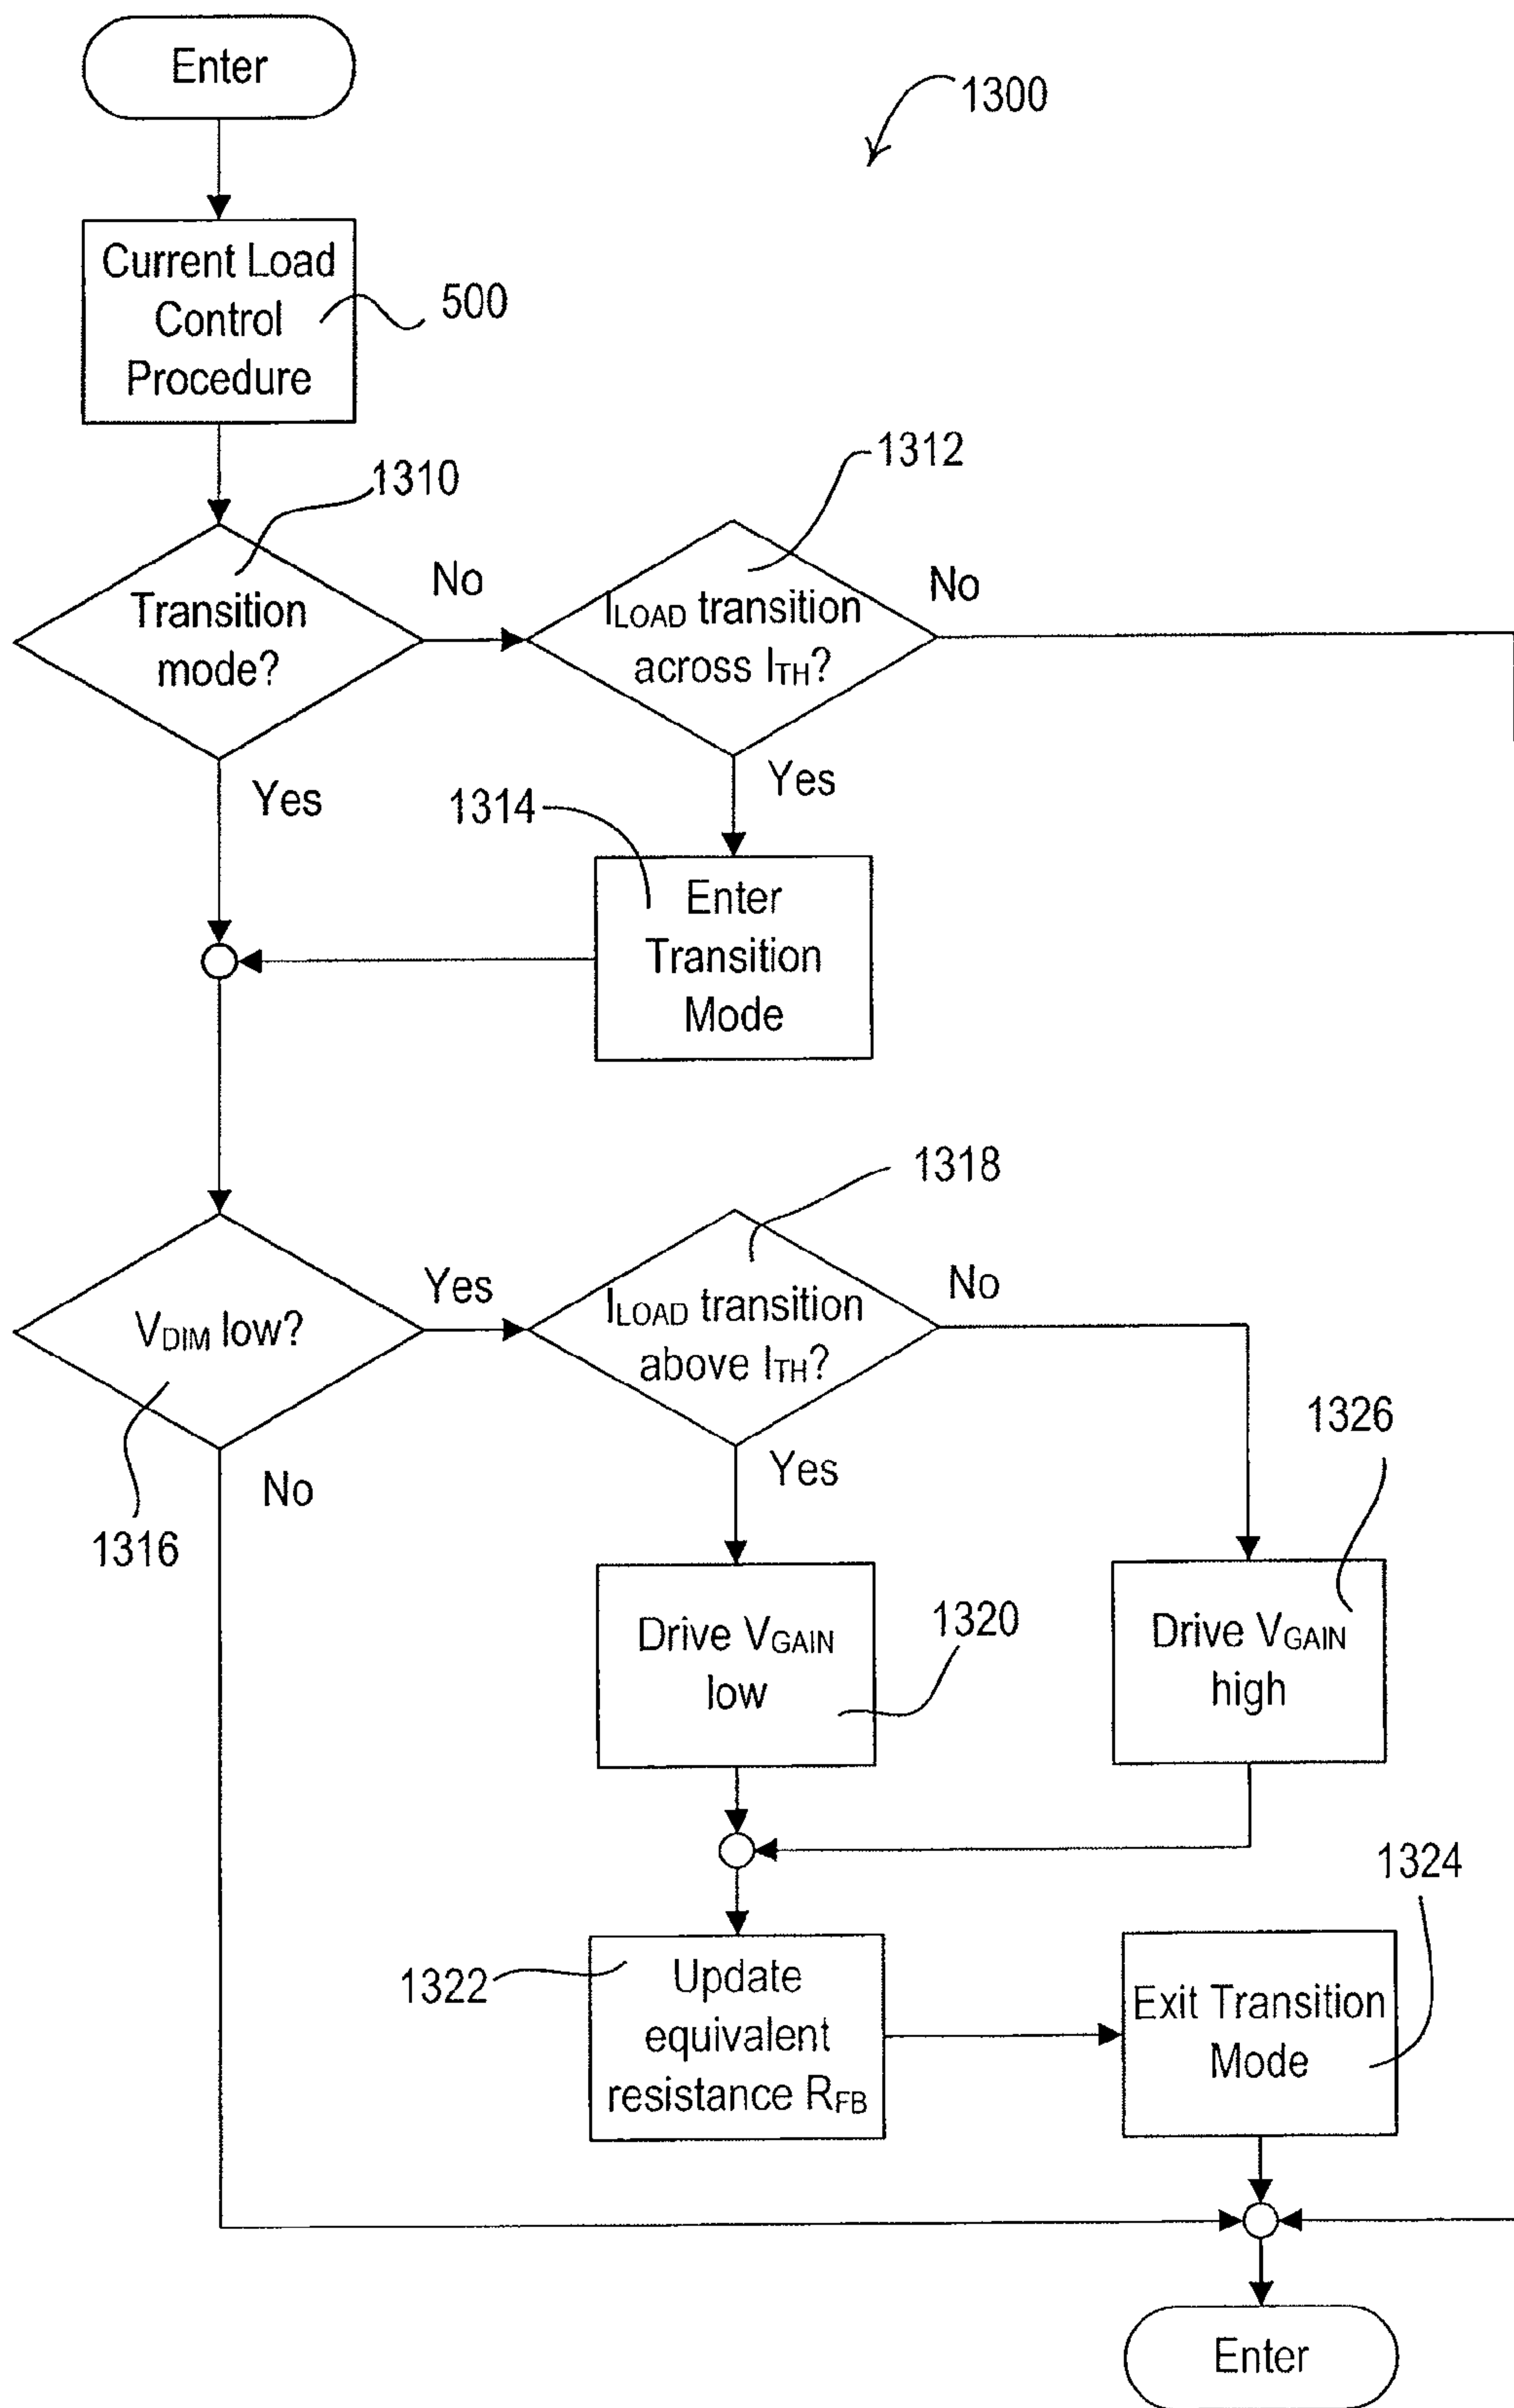 Enter
1300
Current Load
Control
Procedure
500
1310
1312
Transition
mode?
No
ILOAD transition
across ITH?
No
Yes
Yes
1314
Enter
Transition
Mode
1318
VDIM low?
Yes
ILOAD transition
above ITH?
No
1316
No
Yes
1326
Drive VGAIN
low
1320
Drive VGAIN
high
1324
1322
Update
equivalent
resistance RFB
Exit Transition
Mode
Enter